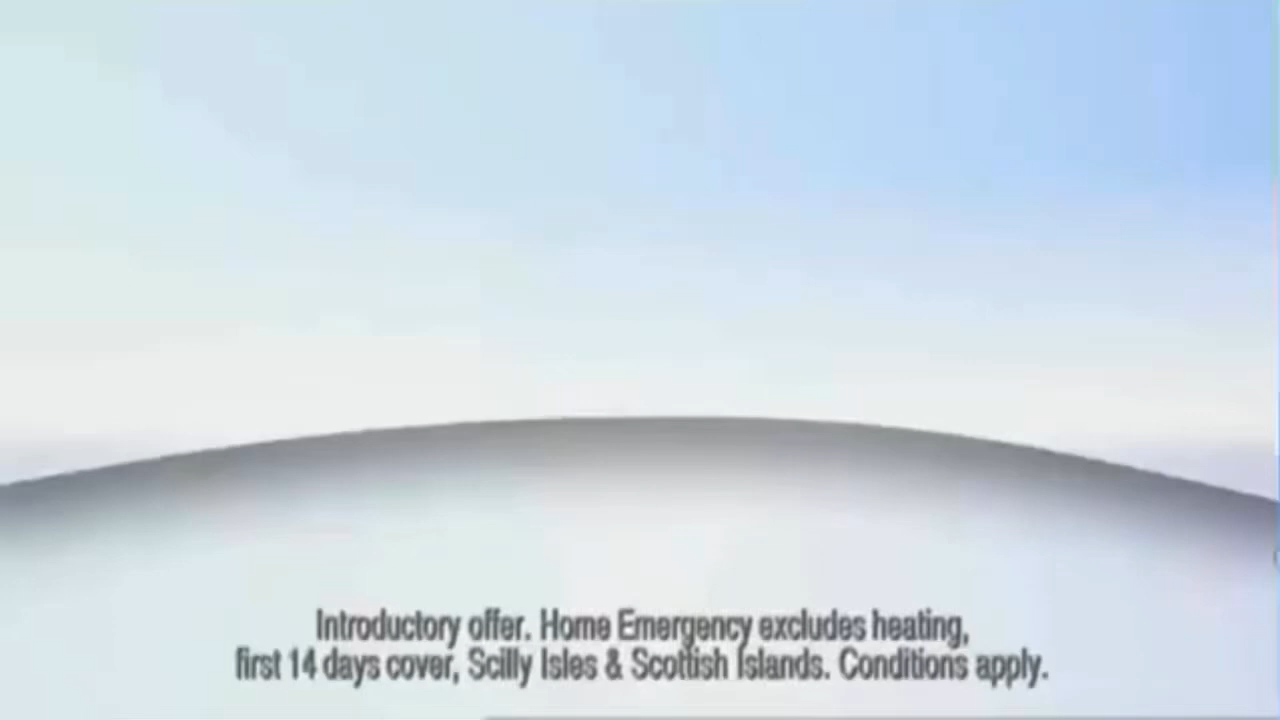 Introductory offer. Home Emergency excludes heating,
first 14 days cover, Scilly Isles & Scottish Islands. Conditions apply.